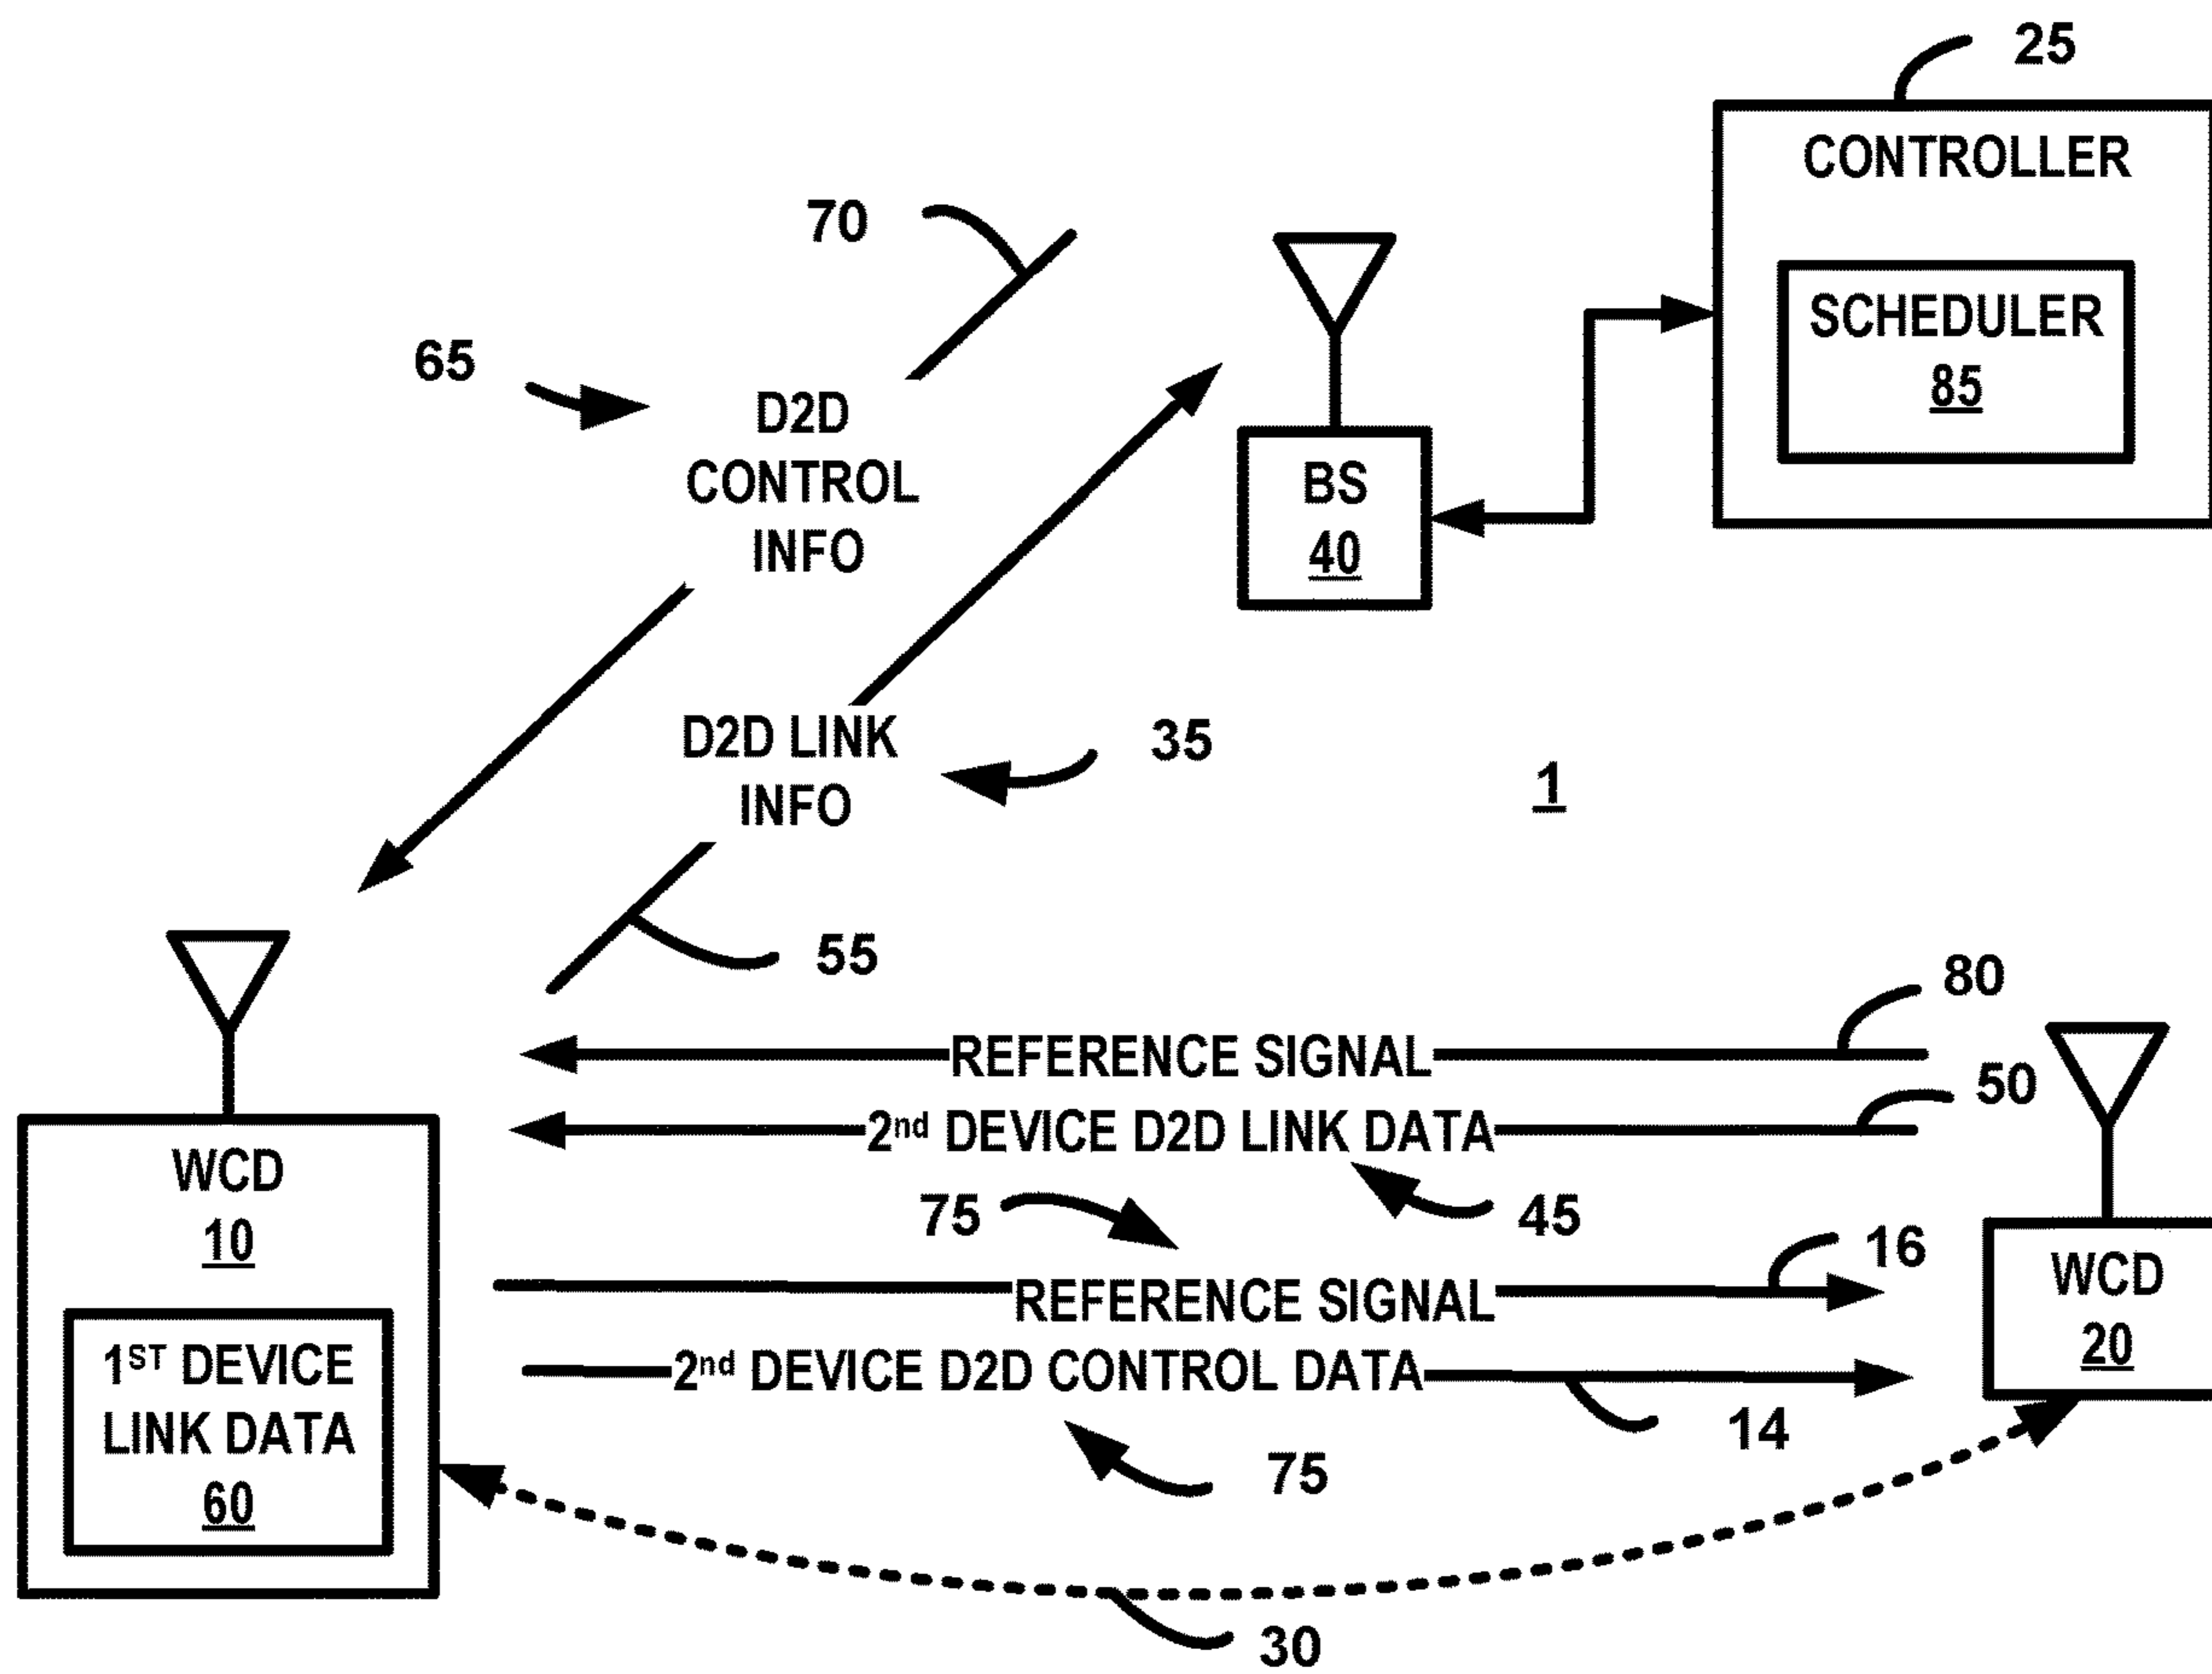 25
CONTROLLER
SCHEDULER
85
70
65
D2D
CONTROL
INFO
BS
40
D2D LINK
INFO
35
1
55
80
REFERENCE SIGNAL
50
2nd DEVICE D2D LINK DATA
75
45
16
WCD
10
REFERENCE SIGNAL
WCD
20
1ST DEVICE
LINK DATA
60
2nd DEVICE D2D CONTROL DATA
14
75
30